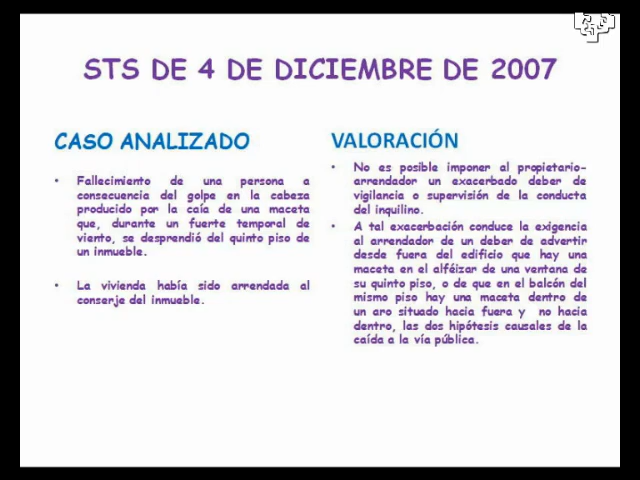 STS DE 4 DE DICIEMBRE DE 2007
CASO ANALIZADO
• Fallecimiento de una persona a
consecuencia del golpe en la cabeza
producido por la caía de una maceta
que, durante un fuerte temporal de
viento, se desprendió del quinto piso de
un inmueble.
• La vivienda había sido arrendada al
conserje del inmueble.
VALORACIÓN
• No es posible imponer al propietario-
arrendador un exacerbado deber de
vigilancia o supervisión de la conducta
del inquilino.
• A tal exacerbación conduce la exigencia
al arrendador de un deber de advertir
desde fuera del edificio que hay una
maceta en el alféizar de una ventana de
su quinto piso, o de que en el balcón del
mismo piso hay una maceta dentro de
un aro situado hacia fuera y no hacia
dentro, las dos hipótesis causales de la
caída a la vía pública.